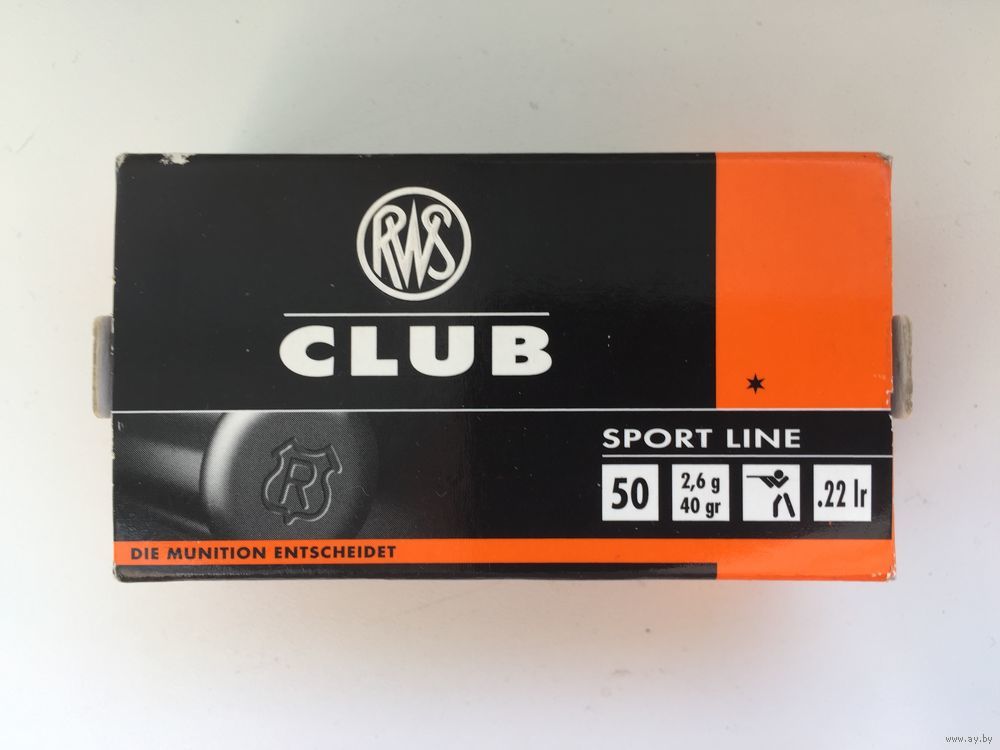 RWS
CLUB
SPORT LINE
50
2,6 g
40 gr
.22 lr
R
DIE MUNITION ENTSCHEIDET
www.ay.by